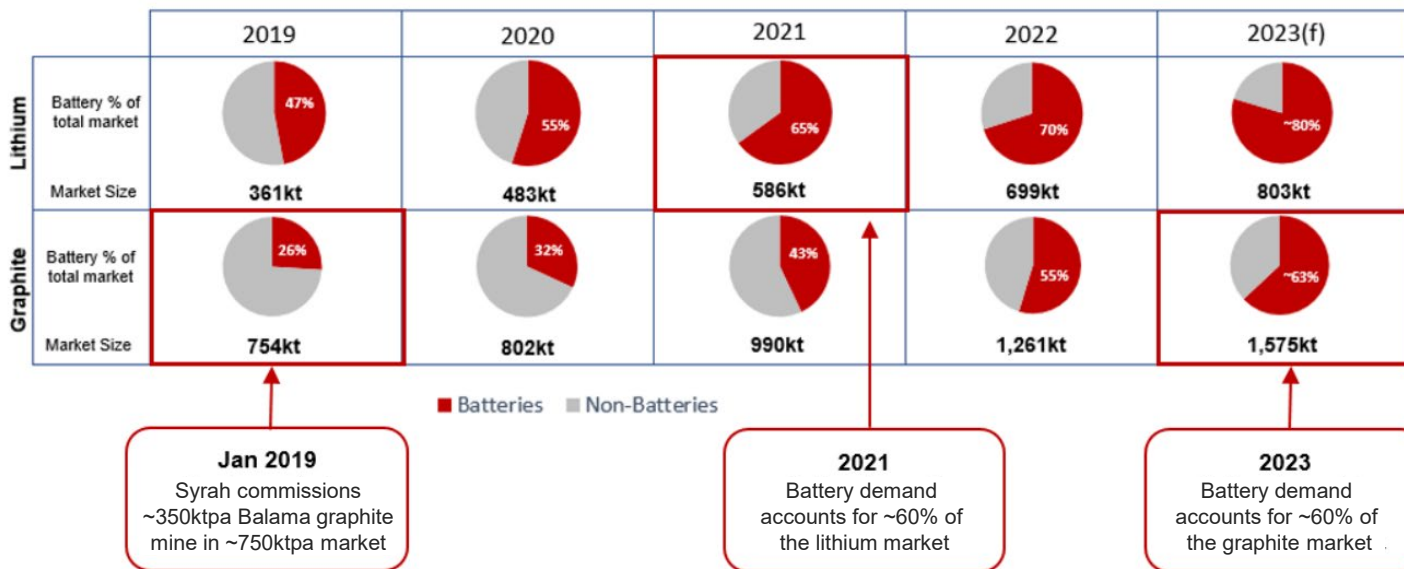 2019 2020 2021 2022 2023(f)
Lithium
Battery % of
total market
47% 55% 65% 70% ~80%
Market Size 361kt 483kt 586kt 699kt 803kt
Graphite
Battery % of
total market
26% 32% 43% 55% ~63%
Market Size 754kt 802kt 990kt 1,261kt 1,575kt
Batteries Non-Batteries
Jan 2019
Syrah commissions
~350ktpa Balama graphite
mine in ~750ktpa market
2021
Battery demand
accounts for ~60% of
the lithium market
2023
Battery demand
accounts for ~60% of
the graphite market .